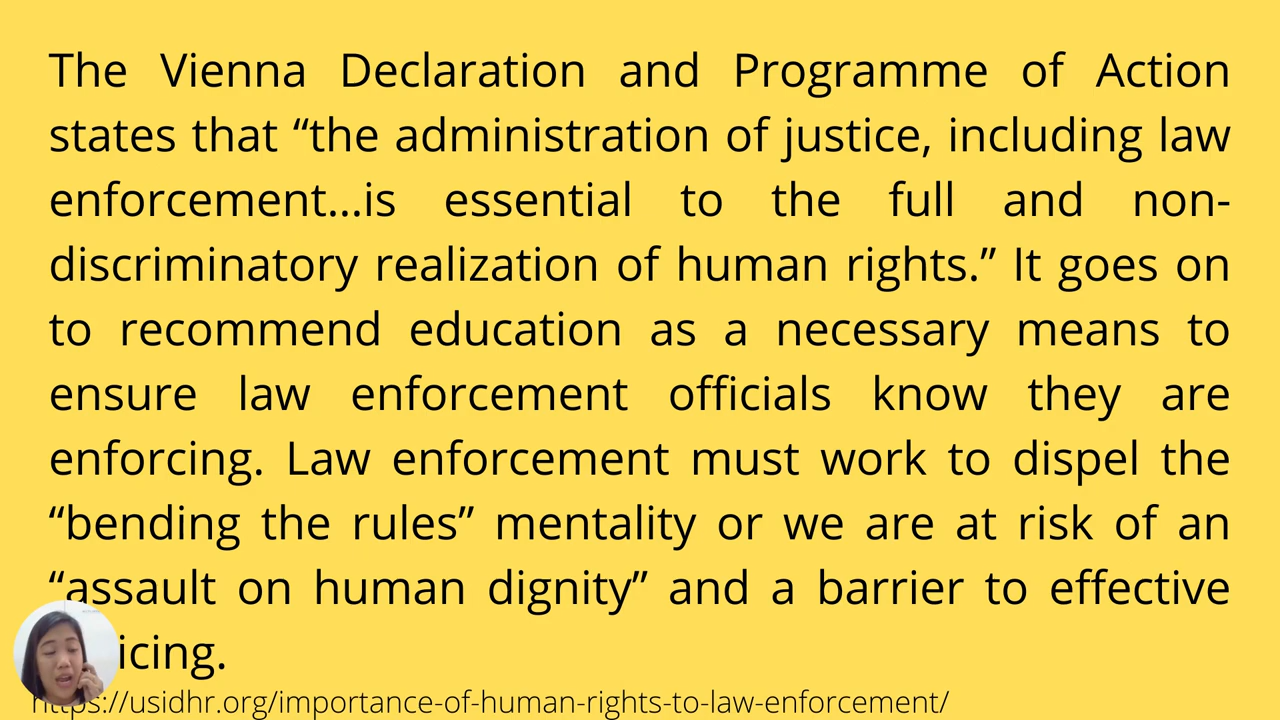 The Vienna Declaration and Programme of Action
states that “the administration of justice, including law
enforcement...is essential to the full and non-
discriminatory realization of human rights.” It goes on
to recommend education as a necessary means to
ensure law enforcement officials know they are
enforcing. Law enforcement must work to dispel the
“bending the rules” mentality or we are at risk of an
“assault on human dignity” and a barrier to effective
icing.
https://usidhr.org/importance-of-human-rights-to-law-enforcement/